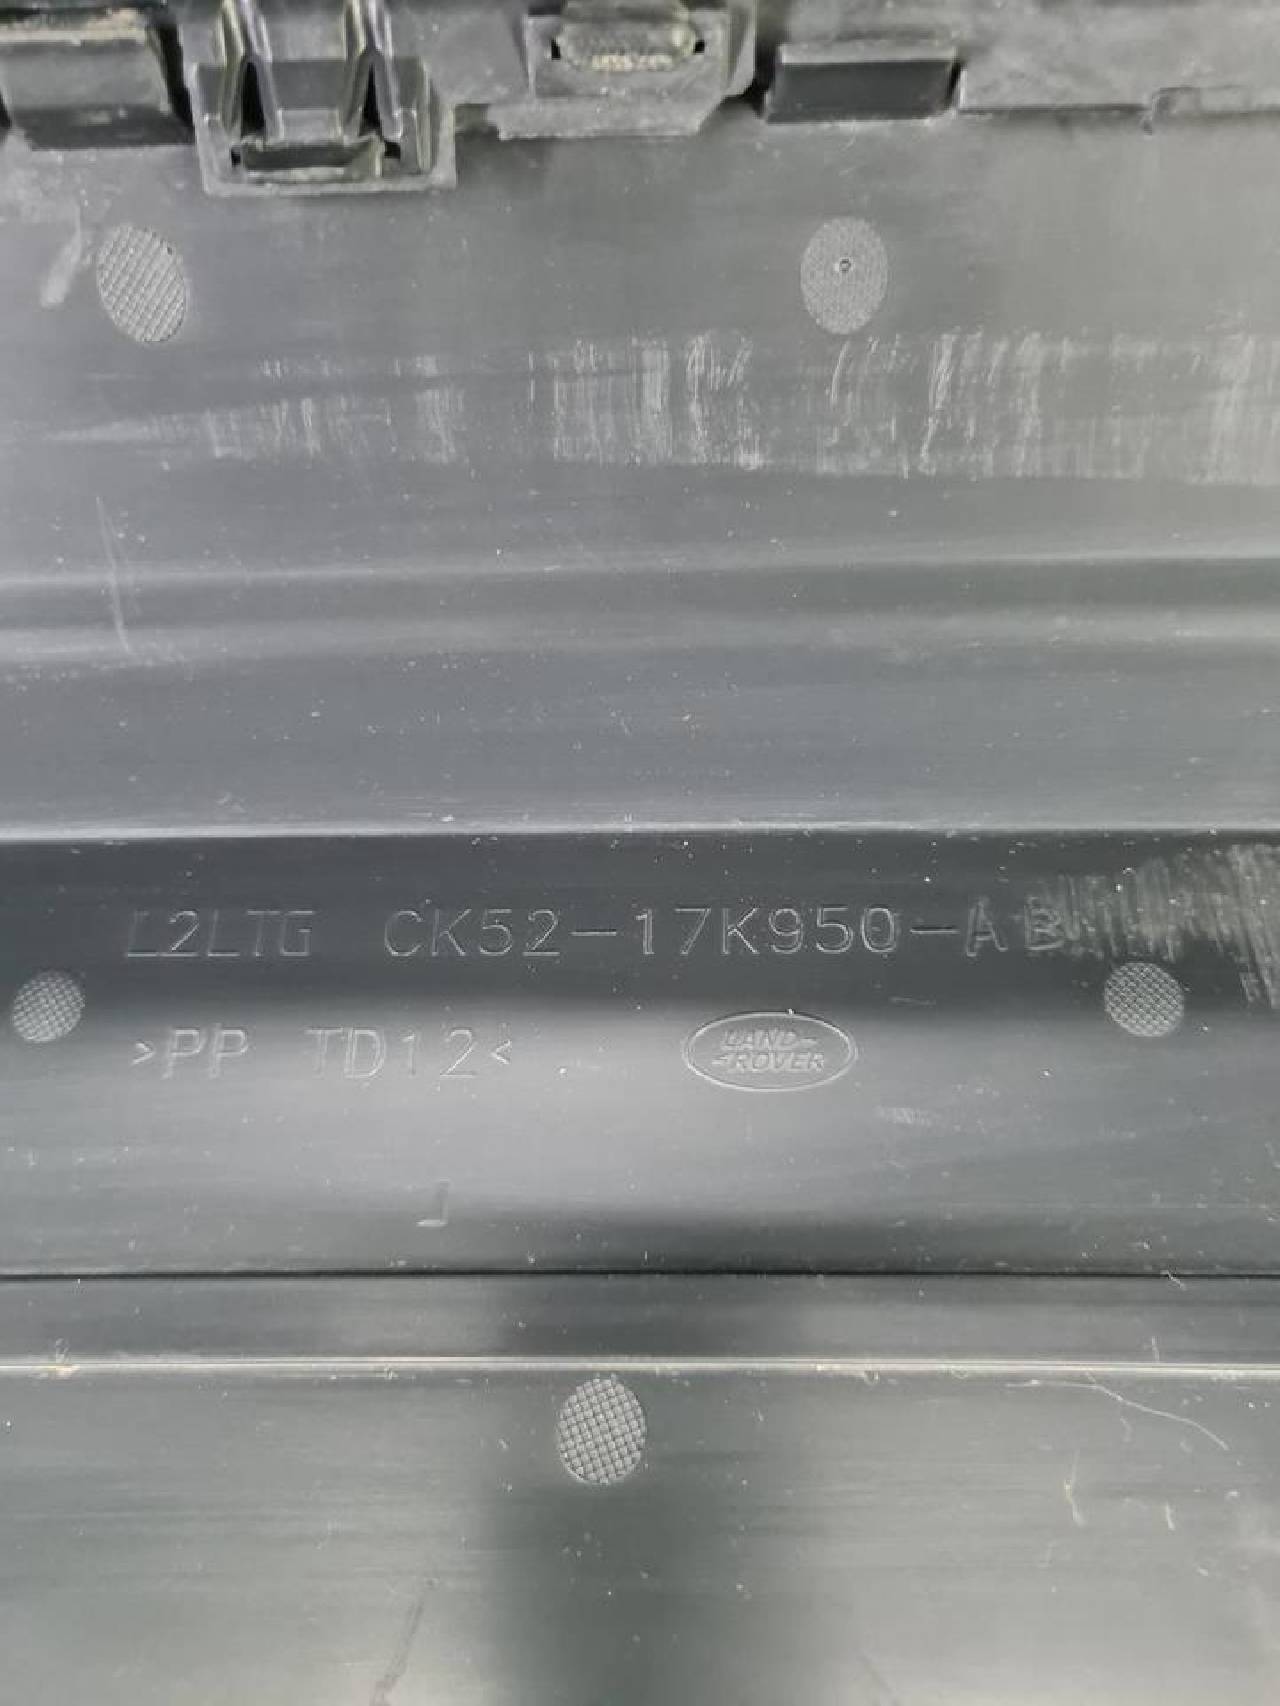 L2LTG CK52-17K950-AB
>PP TD12<
LAND-
-ROVER